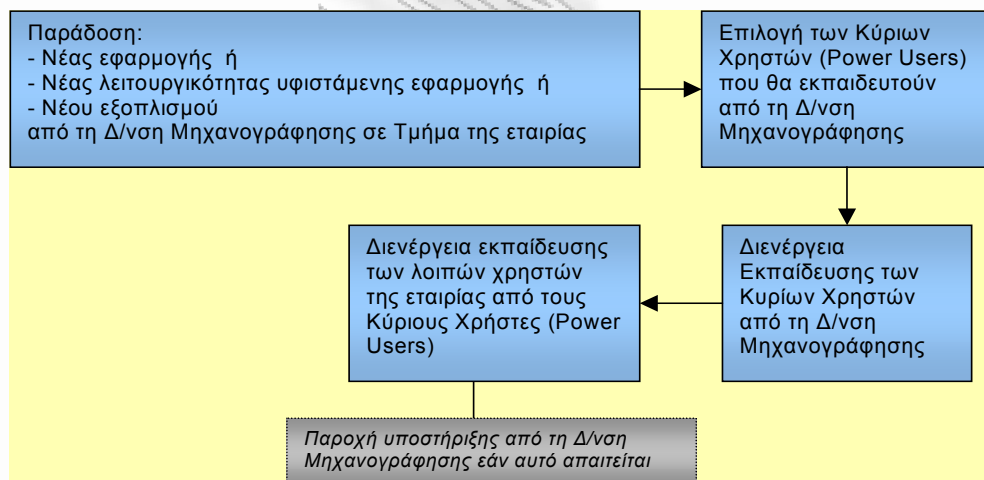 Παράδοση:
- Νέας εφαρμογής ή
- Νέας λειτουργικότητας υφιστάμενης εφαρμογής ή
- Νέου εξοπλισμού
από τη Δ/νση Μηχανογράφησης σε Τμήμα της εταιρίας
Επιλογή των Κύριων
Χρηστών (Power Users)
που θα εκπαιδευτούν
από τη Δ/νση
Μηχανογράφησης
Διενέργεια
Εκπαίδευσης των
Κυρίων Χρηστών
από τη Δ/νση
Μηχανογράφησης
Διενέργεια εκπαίδευσης
των λοιπών χρηστών
της εταιρίας από τους
Κύριους Χρήστες (Power
Users)
Παροχή υποστήριξης από τη Δ/νση
Μηχανογράφησης εάν αυτό απαιτείται